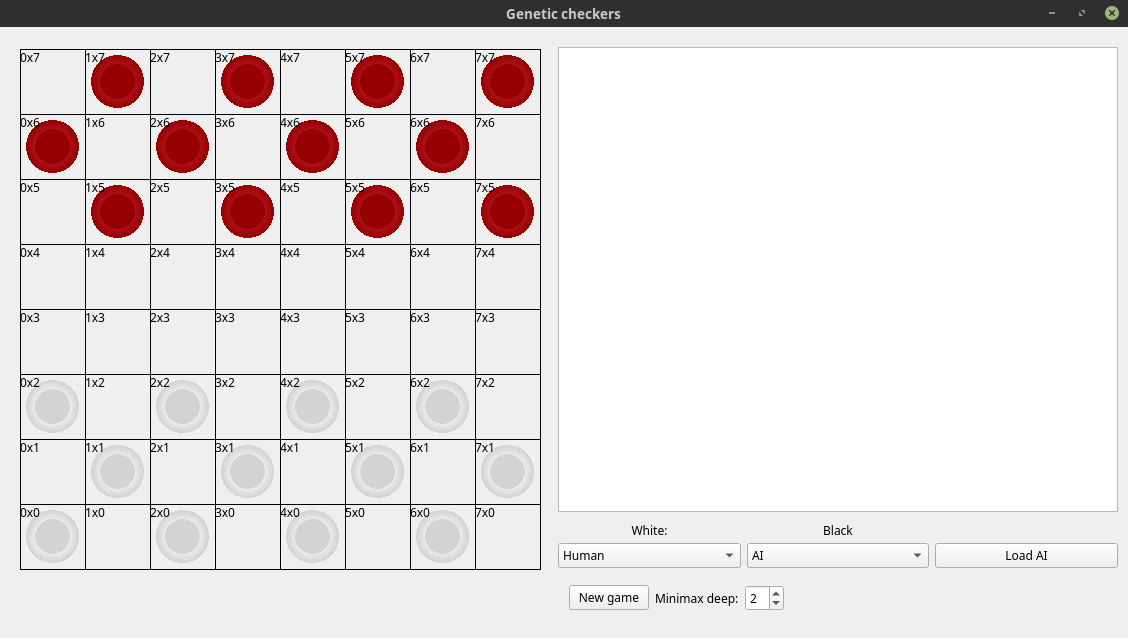 Genetic checkers
0x7 1x7 2x7 3x7 4x7 5x7 6x7 7x7
0x6 1x6 2x6 3x6 4x6 5x6 6x6 7x6
0x5 1x5 2x5 3x5 4x5 5x5 6x5 7x5
0x4 1x4 2x4 3x4 4x4 5x4 6x4 7x4
0x3 1x3 2x3 3x3 4x3 5x3 6x3 7x3
0x2 1x2 2x2 3x2 4x2 5x2 6x2 7x2
0x1 1x1 2x1 3x1 4x1 5x1 6x1 7x1
0x0 1x0 2x0 3x0 4x0 5x0 6x0 7x0
White: Black
Human AI Load AI
New game Minimax deep: 2